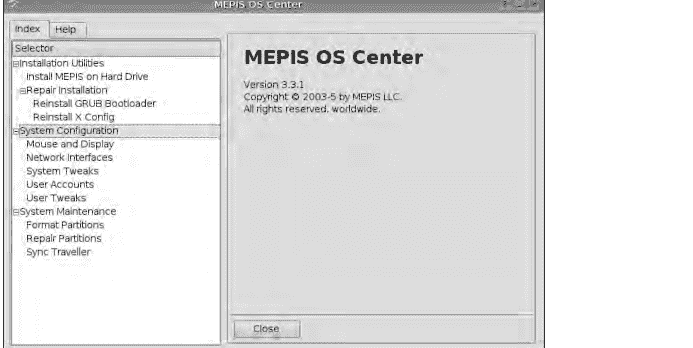 MEPIS OS Center
Index Help
Selector
Installation Utilities
Install MEPIS on Hard Drive
Repair Installation
Reinstall GRUB Bootloader
Reinstall X Config
System Configuration
Mouse and Display
Network Interfaces
System Tweaks
User Accounts
User Tweaks
System Maintenance
Format Partitions
Repair Partitions
Sync Traveller
MEPIS OS Center
Version 3.3.1
Copyright © 2003-5 by MEPIS LLC.
All rights reserved, worldwide.
Close